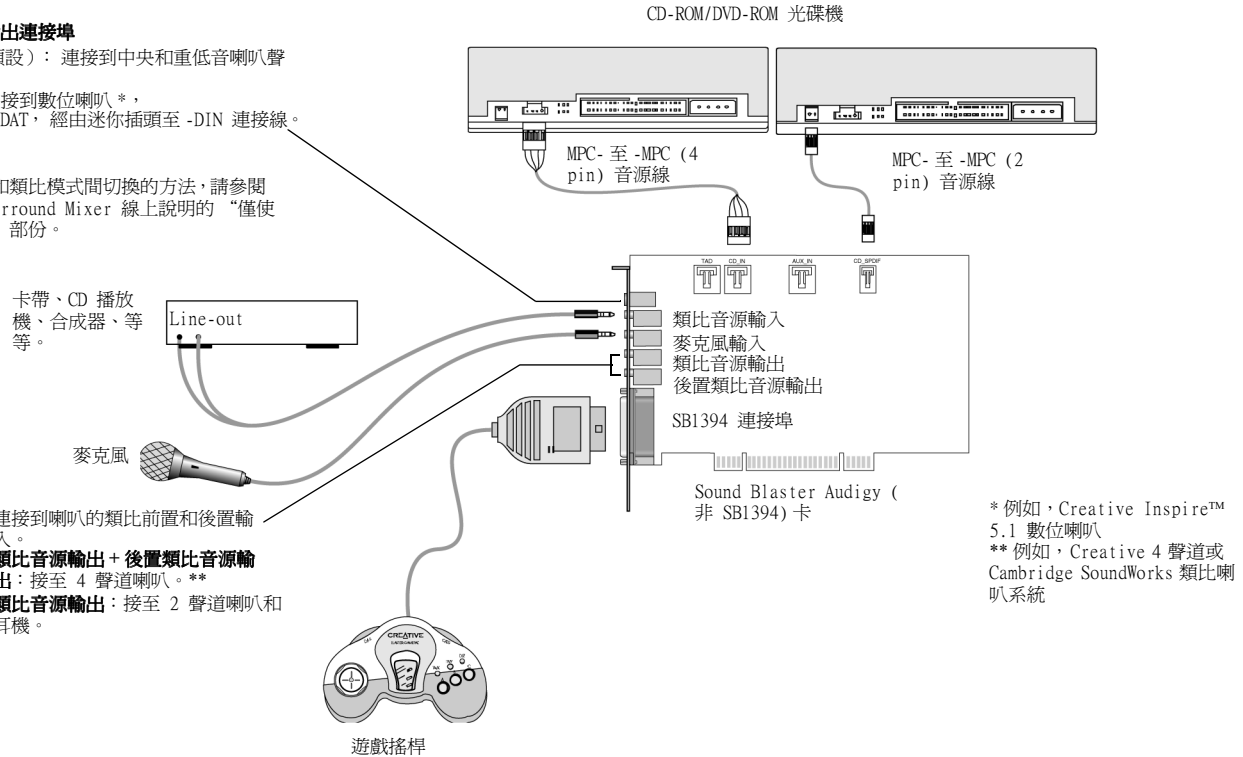 CD-ROM/DVD-ROM 光碟機
出連接埠
設）： 連接到中央和重低音喇叭聲
接到數位喇叭 *，
DAT， 經由迷你插頭至 -DIN 連接線。
MPC- 至 -MPC (4
pin) 音源線
MPC- 至 -MPC (2
pin) 音源線
類比模式間切換的方法，請參閱
rround Mixer 線上說明的 “僅使
部份。
TAD
CD_IN
AUX_IN
CD_SPDIF
卡帶、CD 播放
機、合成器、等
等。
Line-out
類比音源輸入
麥克風輸入
類比音源輸出
後置類比音源輸出
SB1394 連接埠
麥克風
Sound Blaster Audigy (
非 SB1394) 卡
連接到喇叭的類比前置和後置輸
入。
類比音源輸出 + 後置類比音源輸
出：接至 4 聲道喇叭。**
類比音源輸出：接至 2 聲道喇叭和
耳機。
* 例如，Creative Inspire™
5.1 數位喇叭
** 例如，Creative 4 聲道或
Cambridge SoundWorks 類比喇
叭系統
CREATIVE
遊戲搖桿